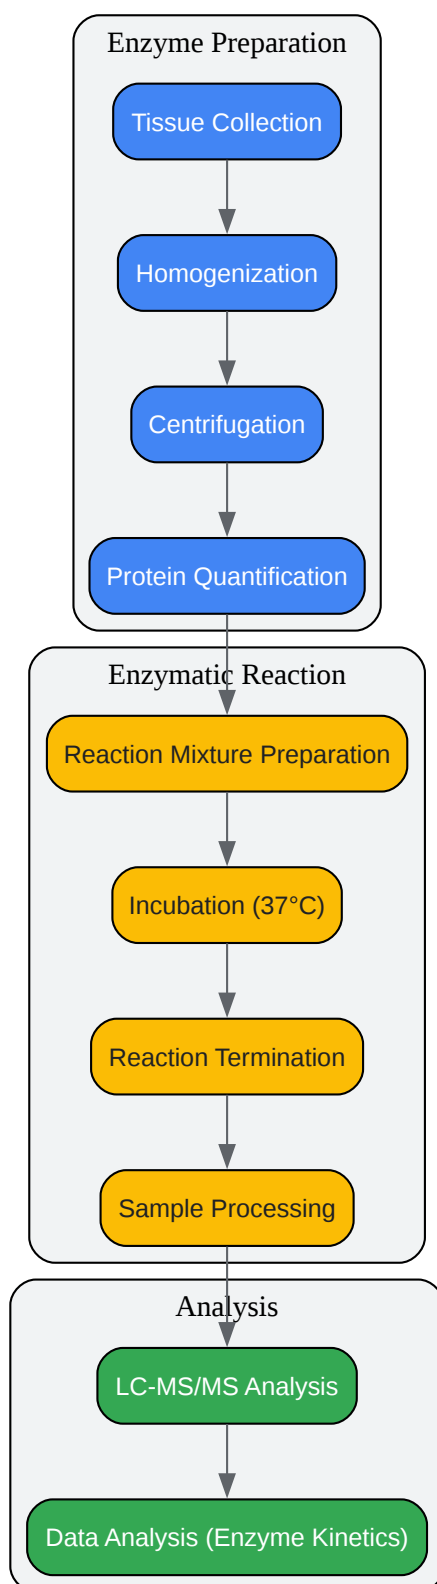 Enzyme Preparation
Tissue Collection
Homogenization
Centrifugation
Protein Quantification
Enzymatic Reaction
Reaction Mixture Preparation
Incubation (37°C)
Reaction Termination
Sample Processing
Analysis
LC-MS/MS Analysis
Data Analysis (Enzyme Kinetics)